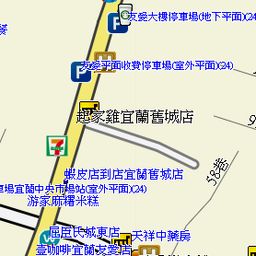 友愛大樓停車場(地下平面)(24)
P
友愛平面收費停車場(室外平面)(24)
P
起家雞宜蘭舊城店
7
58巷
蝦皮店到店宜蘭舊城店
車場宜蘭中央市場站(室外平面)(24)
游家麻糬米糕
屈臣氏城東店
天祥中藥房
壹咖啡宜蘭友愛店